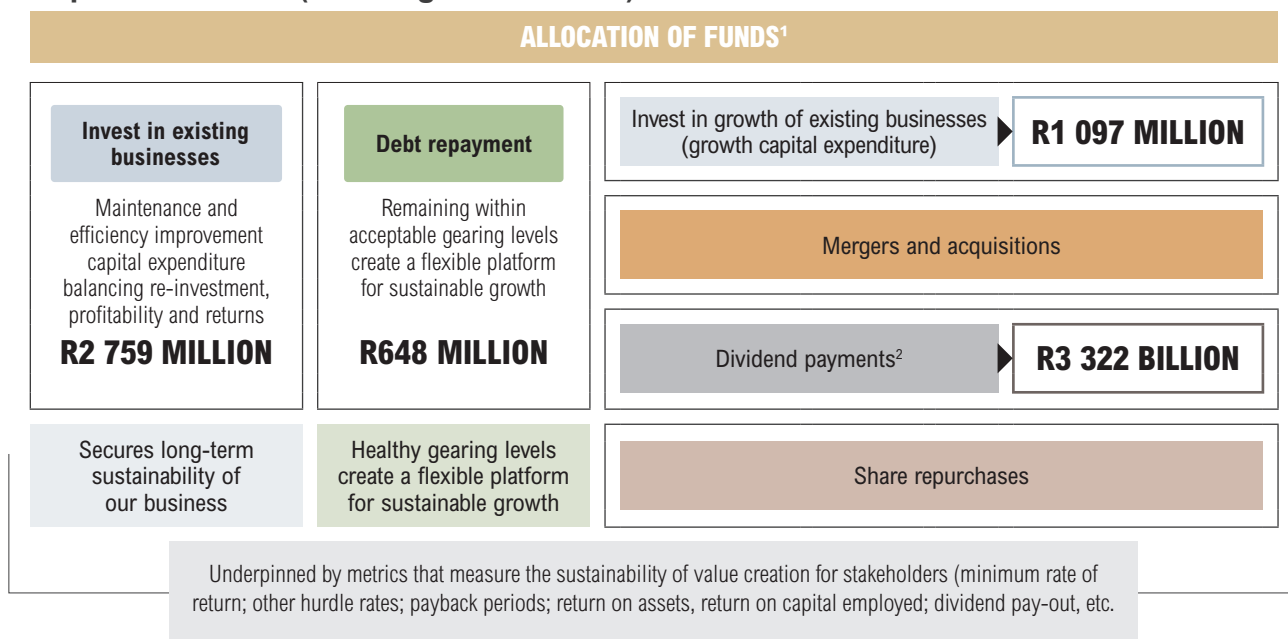 ALLOCATION OF FUNDS¹
Invest in existing
businesses
Maintenance and
efficiency improvement
capital expenditure
balancing re-investment,
profitability and returns
R2 759 MILLION
Secures long-term
sustainability of
our business
Debt repayment
Remaining within
acceptable gearing levels
create a flexible platform
for sustainable growth
R648 MILLION
Healthy gearing levels
create a flexible platform
for sustainable growth
Invest in growth of existing businesses
(growth capital expenditure)
R1 097 MILLION
Mergers and acquisitions
Dividend payments²
R3 322 BILLION
Share repurchases
Underpinned by metrics that measure the sustainability of value creation for stakeholders (minimum rate of
return; other hurdle rates; payback periods; return on assets, return on capital employed; dividend pay-out, etc.